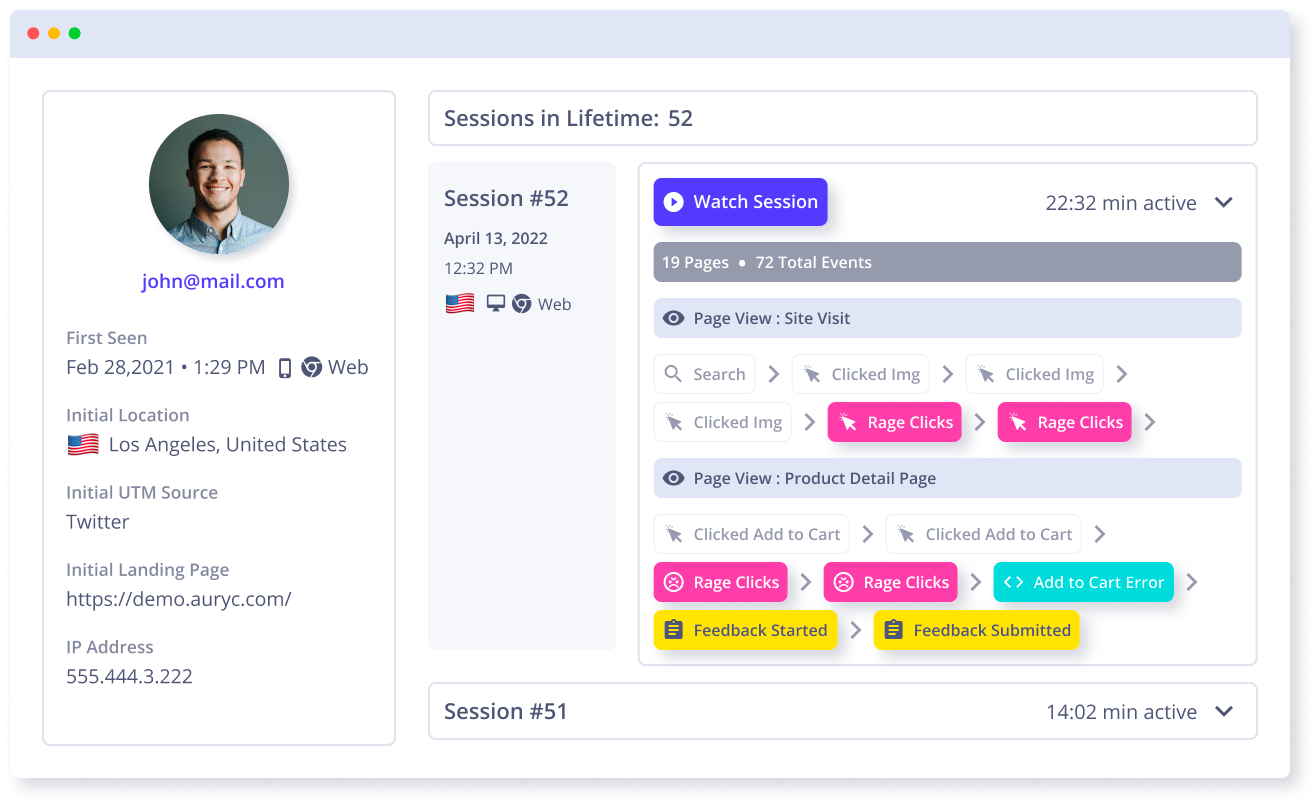 john@mail.com
First Seen
Feb 28,2021 • 1:29 PM Web
Initial Location
Los Angeles, United States
Initial UTM Source
Twitter
Initial Landing Page
https://demo.auryc.com/
IP Address
555.444.3.222
Sessions in Lifetime: 52
Session #52
April 13, 2022
12:32 PM
Web
Watch Session 22:32 min active
19 Pages • 72 Total Events
Page View : Site Visit
Search Clicked Img Clicked Img
Clicked Img Rage Clicks Rage Clicks
Page View : Product Detail Page
Clicked Add to Cart Clicked Add to Cart
Rage Clicks Rage Clicks Add to Cart Error
Feedback Started Feedback Submitted
Session #51 14:02 min active